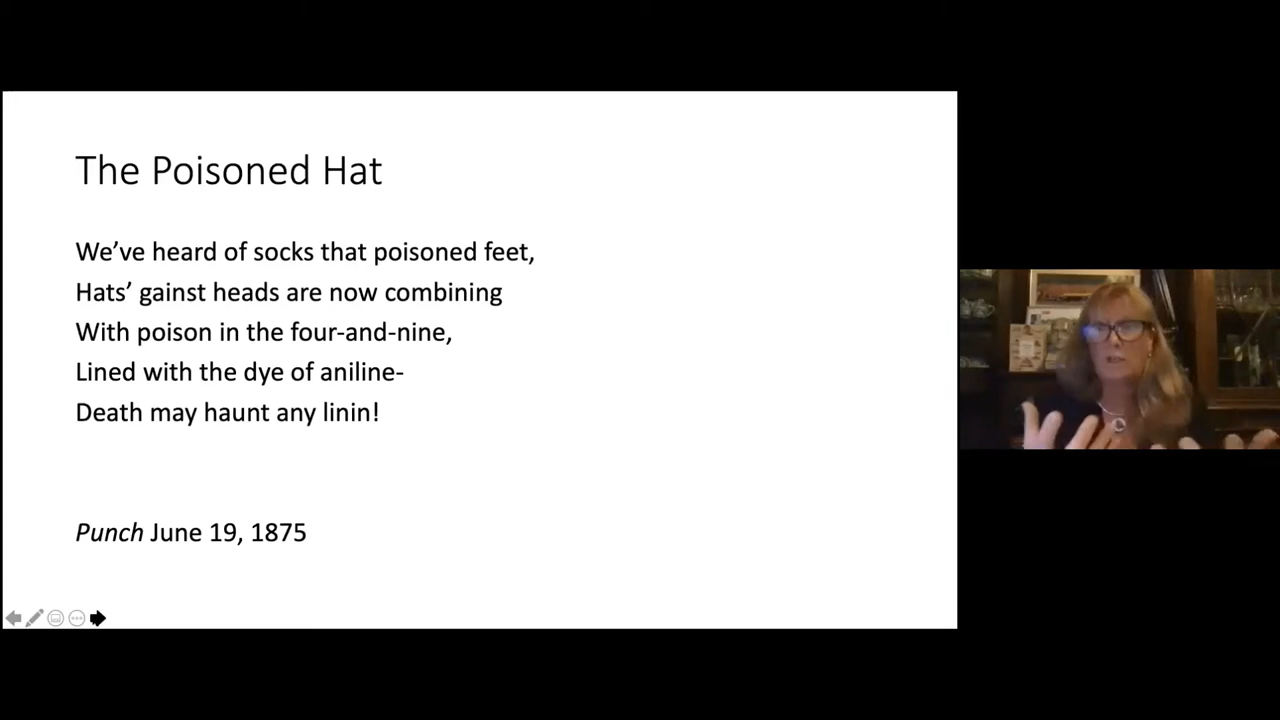 The Poisoned Hat
We’ve heard of socks that poisoned feet,
Hats’ gainst heads are now combining
With poison in the four-and-nine,
Lined with the dye of aniline-
Death may haunt any linin!
Punch June 19, 1875